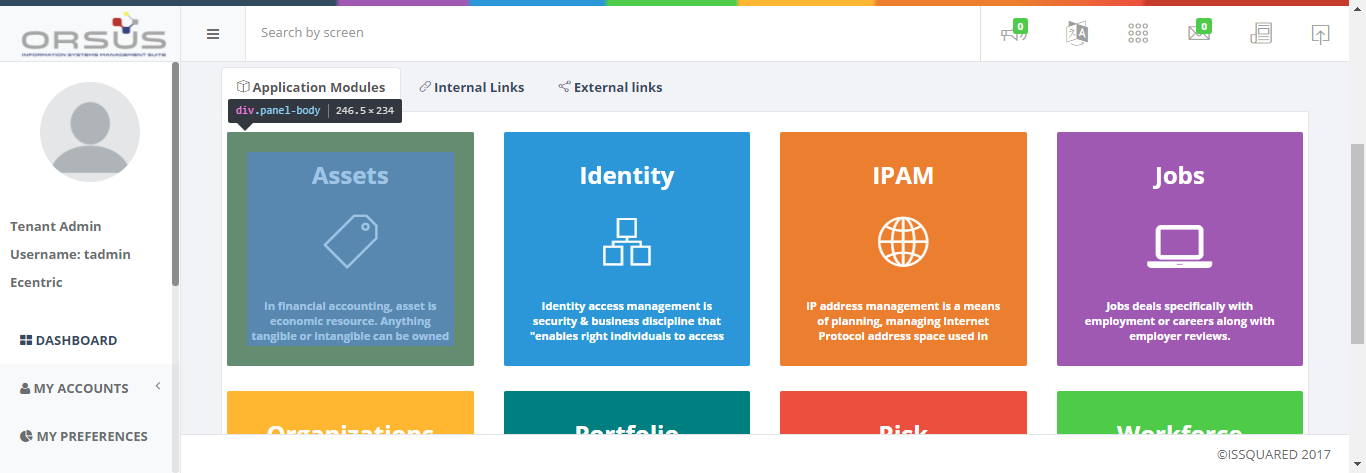 ORSUS
INFORMATION SYSTEMS MANAGEMENT SUITE
Search by screen
0
A
0
Tenant Admin
Username: tadmin
Ecentric
DASHBOARD
MY ACCOUNTS
MY PREFERENCES
Application Modules
Internal Links
External links
div.panel-body | 246.5 × 234
Assets
In financial accounting, asset is
economic resource. Anything
tangible or intangible can be owned
Identity
Identity access management is
security & business discipline that
"enables right individuals to access
IPAM
IP address management is a means
of planning, managing Internet
Protocol address space used in
Jobs
Jobs deals specifically with
employment or careers along with
employer reviews.
Organizations
Portfolio
Risk
Workforce
©ISSQUARED 2017